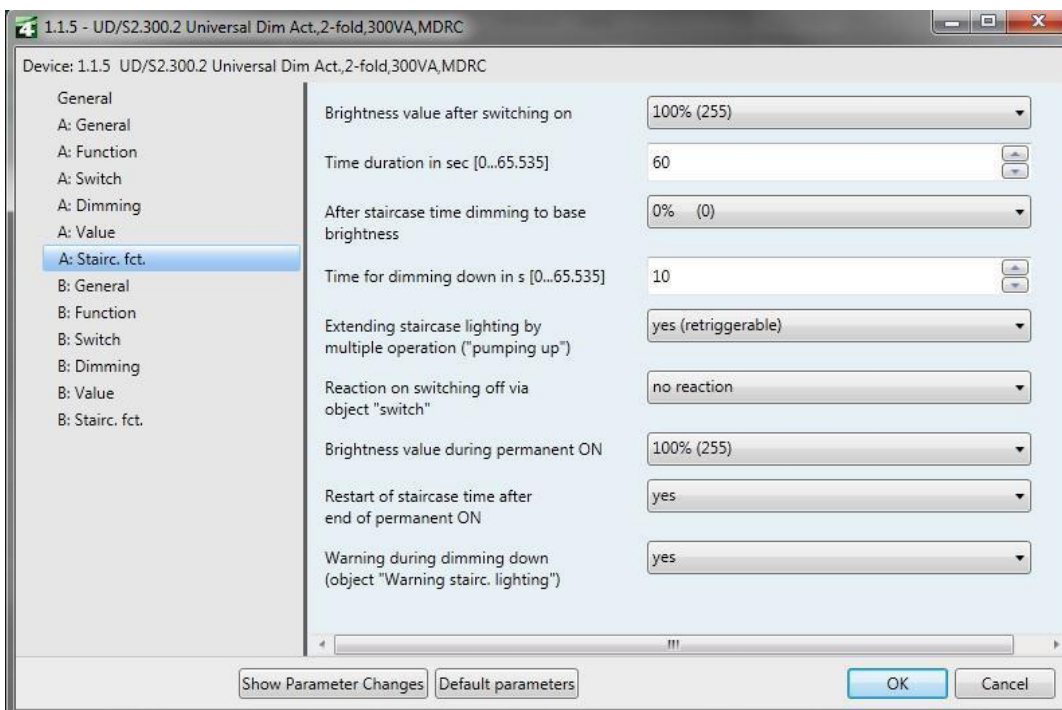 4 1.1.5 - UD/S2.300.2 Universal Dim Act.,2-fold,300VA,MDRC
Device: 1.1.5 UD/S2.300.2 Universal Dim Act.,2-fold,300VA,MDRC
General
A: General
A: Function
A: Switch
A: Dimming
A: Value
A: Stairc. fct.
B: General
B: Function
B: Switch
B: Dimming
B: Value
B: Stairc. fct.
Brightness value after switching on
100% (255)
Time duration in sec [0...65.535]
60
After staircase time dimming to base
brightness
0% (0)
Time for dimming down in s [0...65.535]
10
Extending staircase lighting by
multiple operation ("pumping up")
yes (retriggerable)
Reaction on switching off via
object "switch"
no reaction
Brightness value during permanent ON
100% (255)
Restart of staircase time after
end of permanent ON
yes
Warning during dimming down
(object "Warning stairc. lighting")
yes
Show Parameter Changes
Default parameters
OK
Cancel